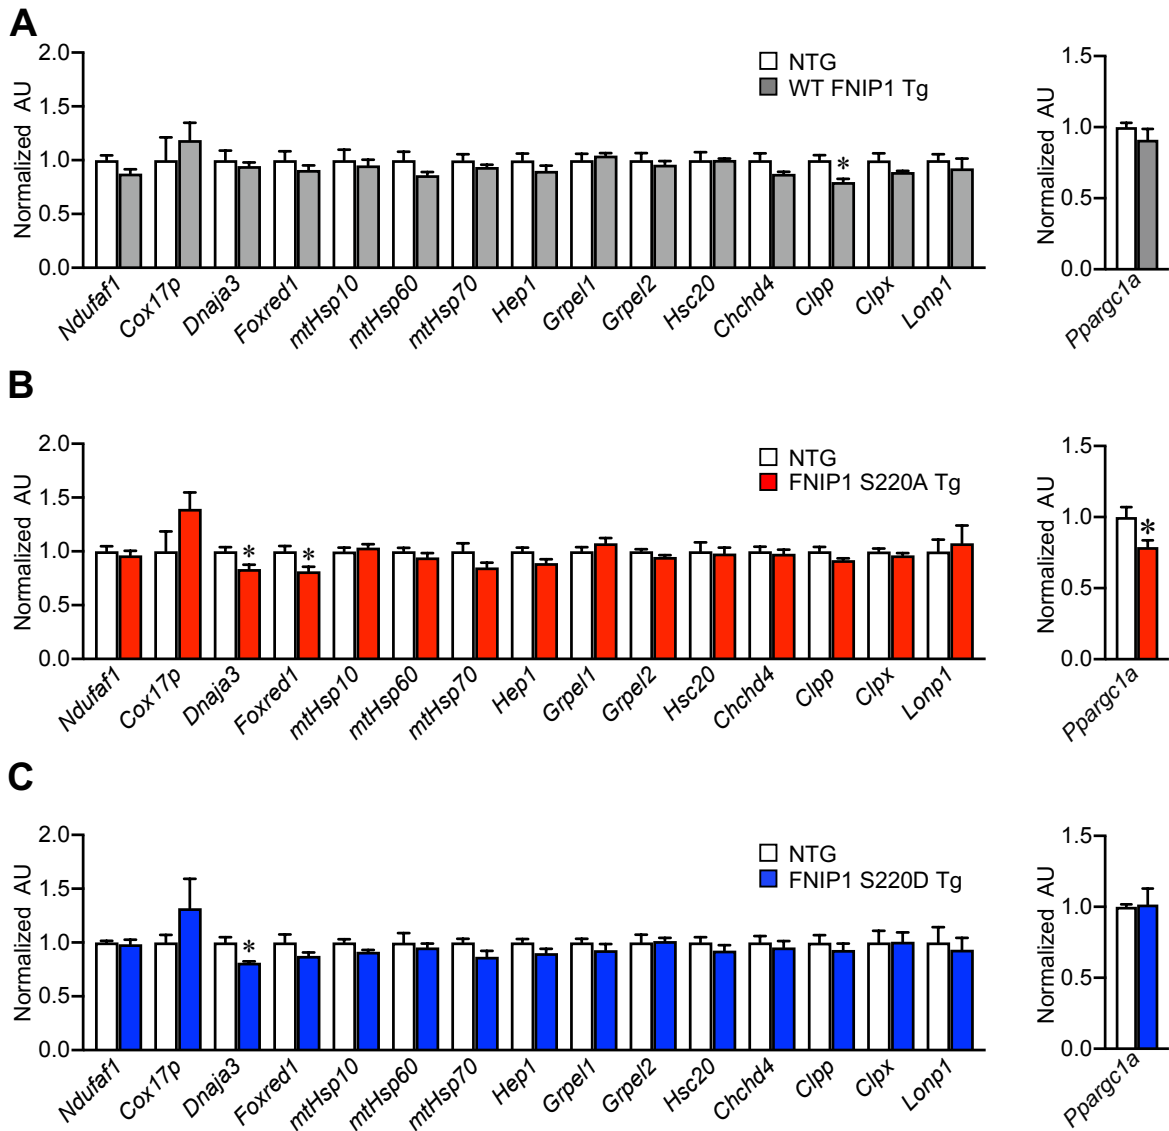 A
Normalized AU
2.0
1.5
1.0
0.5
0.0
NTG
WT FNIP1 Tg
*
Ndufaf1
Cox17p
Dnaja3
Foxred1
mtHsp10
mtHsp60
mtHsp70
Hep1
Grpel1
Grpel2
Hsc20
Chchd4
Clpp
Clpx
Lonp1
Normalized AU
1.5
1.0
0.5
0.0
Ppargc1a
B
Normalized AU
2.0
1.5
1.0
0.5
0.0
NTG
FNIP1 S220A Tg
* *
Ndufaf1
Cox17p
Dnaja3
Foxred1
mtHsp10
mtHsp60
mtHsp70
Hep1
Grpel1
Grpel2
Hsc20
Chchd4
Clpp
Clpx
Lonp1
Normalized AU
1.5
1.0
0.5
0.0
*
Ppargc1a
C
Normalized AU
2.0
1.5
1.0
0.5
0.0
NTG
FNIP1 S220D Tg
*
Ndufaf1
Cox17p
Dnaja3
Foxred1
mtHsp10
mtHsp60
mtHsp70
Hep1
Grpel1
Grpel2
Hsc20
Chchd4
Clpp
Clpx
Lonp1
Normalized AU
1.5
1.0
0.5
0.0
Ppargc1a